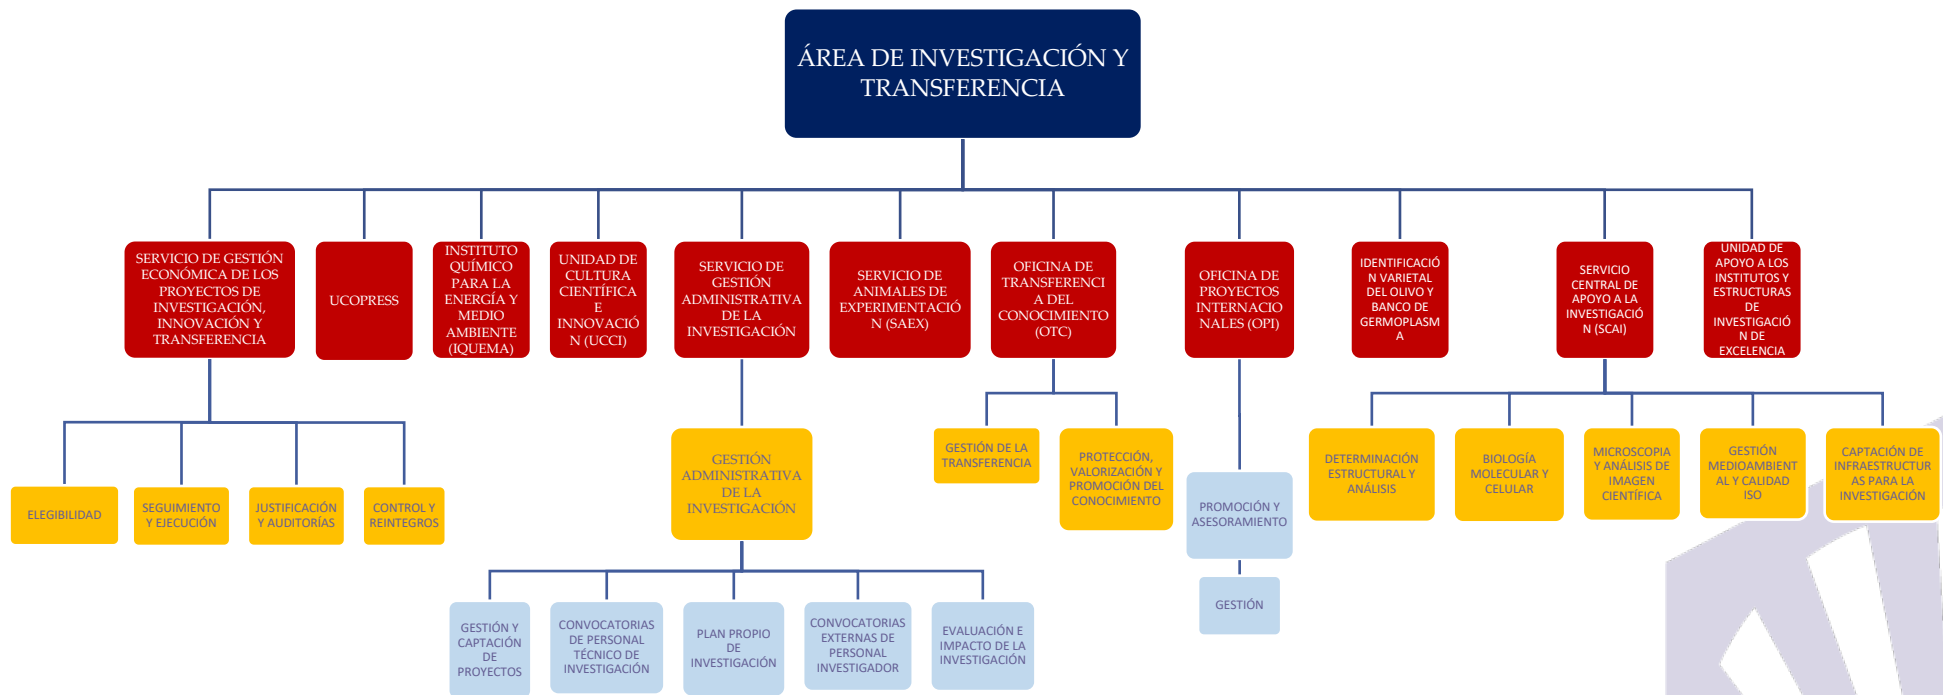 ÁREA DE INVESTIGACIÓN Y
TRANSFERENCIA
SERVICIO DE GESTIÓN
ECONÓMICA DE LOS
PROYECTOS DE
INVESTIGACIÓN,
INNOVACIÓN Y
TRANSFERENCIA
UCOPRESS
INSTITUTO
QUÍMICO
PARA LA
ENERGÍA Y
MEDIO
AMBIENTE
(IQUEMA)
UNIDAD DE
CULTURA
CIENTÍFICA
E
INNOVACIÓ
N (UCCI)
SERVICIO DE
GESTIÓN
ADMINISTRATIVA
DE LA
INVESTIGACIÓN
SERVICIO DE
ANIMALES DE
EXPERIMENTACIÓ
N (SAEX)
OFICINA DE
TRANSFERENCI
A DEL
CONOCIMIENTO
(OTC)
OFICINA DE
PROYECTOS
INTERNACIO
NALES (OPI)
IDENTIFICACIÓ
N VARIETAL
DEL OLIVO Y
BANCO DE
GERMOPLASM
A
SERVICIO
CENTRAL DE
APOYO A LA
INVESTIGACIÓ
N (SCAI)
UNIDAD DE
APOYO A LOS
INSTITUTOS Y
ESTRUCTURAS
DE
INVESTIGACIÓ
N DE
EXCELENCIA
ELEGIBILIDAD
SEGUIMIENTO
Y EJECUCIÓN
JUSTIFICACIÓN
Y AUDITORÍAS
CONTROL Y
REINTEGROS
GESTIÓN
ADMINISTRATIVA
DE LA
INVESTIGACIÓN
GESTIÓN DE LA
TRANSFERENCIA
PROTECCIÓN,
VALORIZACIÓN Y
PROMOCIÓN DEL
CONOCIMIENTO
PROMOCIÓN Y
ASESORAMIENTO
GESTIÓN
DETERMINACIÓN
ESTRUCTURAL Y
ANÁLISIS
BIOLOGÍA
MOLECULAR Y
CELULAR
MICROSCOPIA
Y ANÁLISIS DE
IMAGEN
CIENTÍFICA
GESTIÓN
MEDIOAMBIENT
AL Y CALIDAD
ISO
CAPTACIÓN DE
INFRAESTRUCTUR
AS PARA LA
INVESTIGACIÓN
GESTIÓN Y
CAPTACIÓN
DE
PROYECTOS
CONVOCATORIAS
DE PERSONAL
TÉCNICO DE
INVESTIGACIÓN
PLAN PROPIO
DE
INVESTIGACIÓN
CONVOCATORIAS
EXTERNAS DE
PERSONAL
INVESTIGADOR
EVALUACIÓN E
IMPACTO DE LA
INVESTIGACIÓN